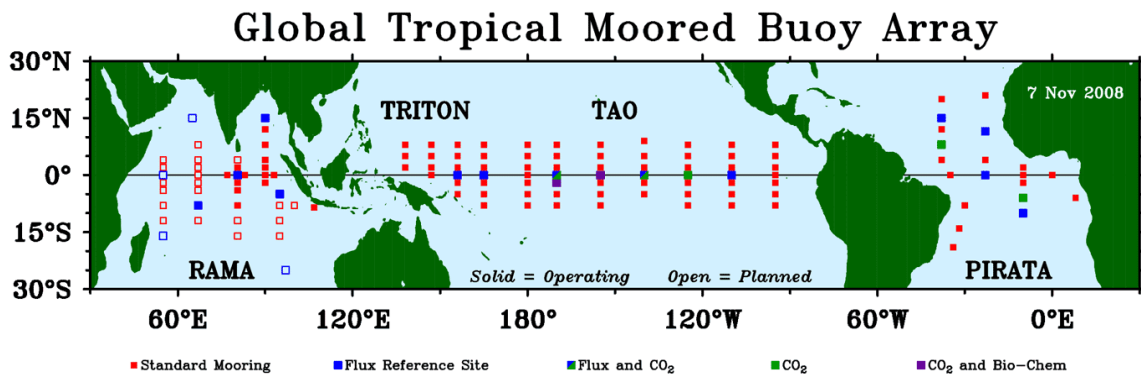 Global Tropical Moored Buoy Array
30°N
7 Nov 2008
TRITON TAO
15°N
0°
15°S
RAMA Solid = Operating Open = Planned PIRATA
30°S
60°E 120°E 180° 120°W 60°W 0°E
Standard Mooring Flux Reference Site Flux and CO₂ CO₂ CO₂ and Bio-Chem